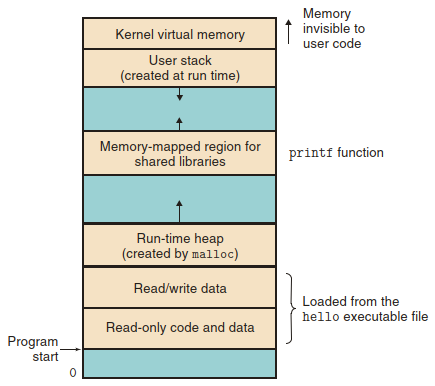 Kernel virtual memory
Memory
invisible to
user code
User stack
(created at run time)
Memory-mapped region for
shared libraries
printf function
Run-time heap
(created by malloc)
Read/write data
Loaded from the
hello executable file
Read-only code and data
Program
start
0